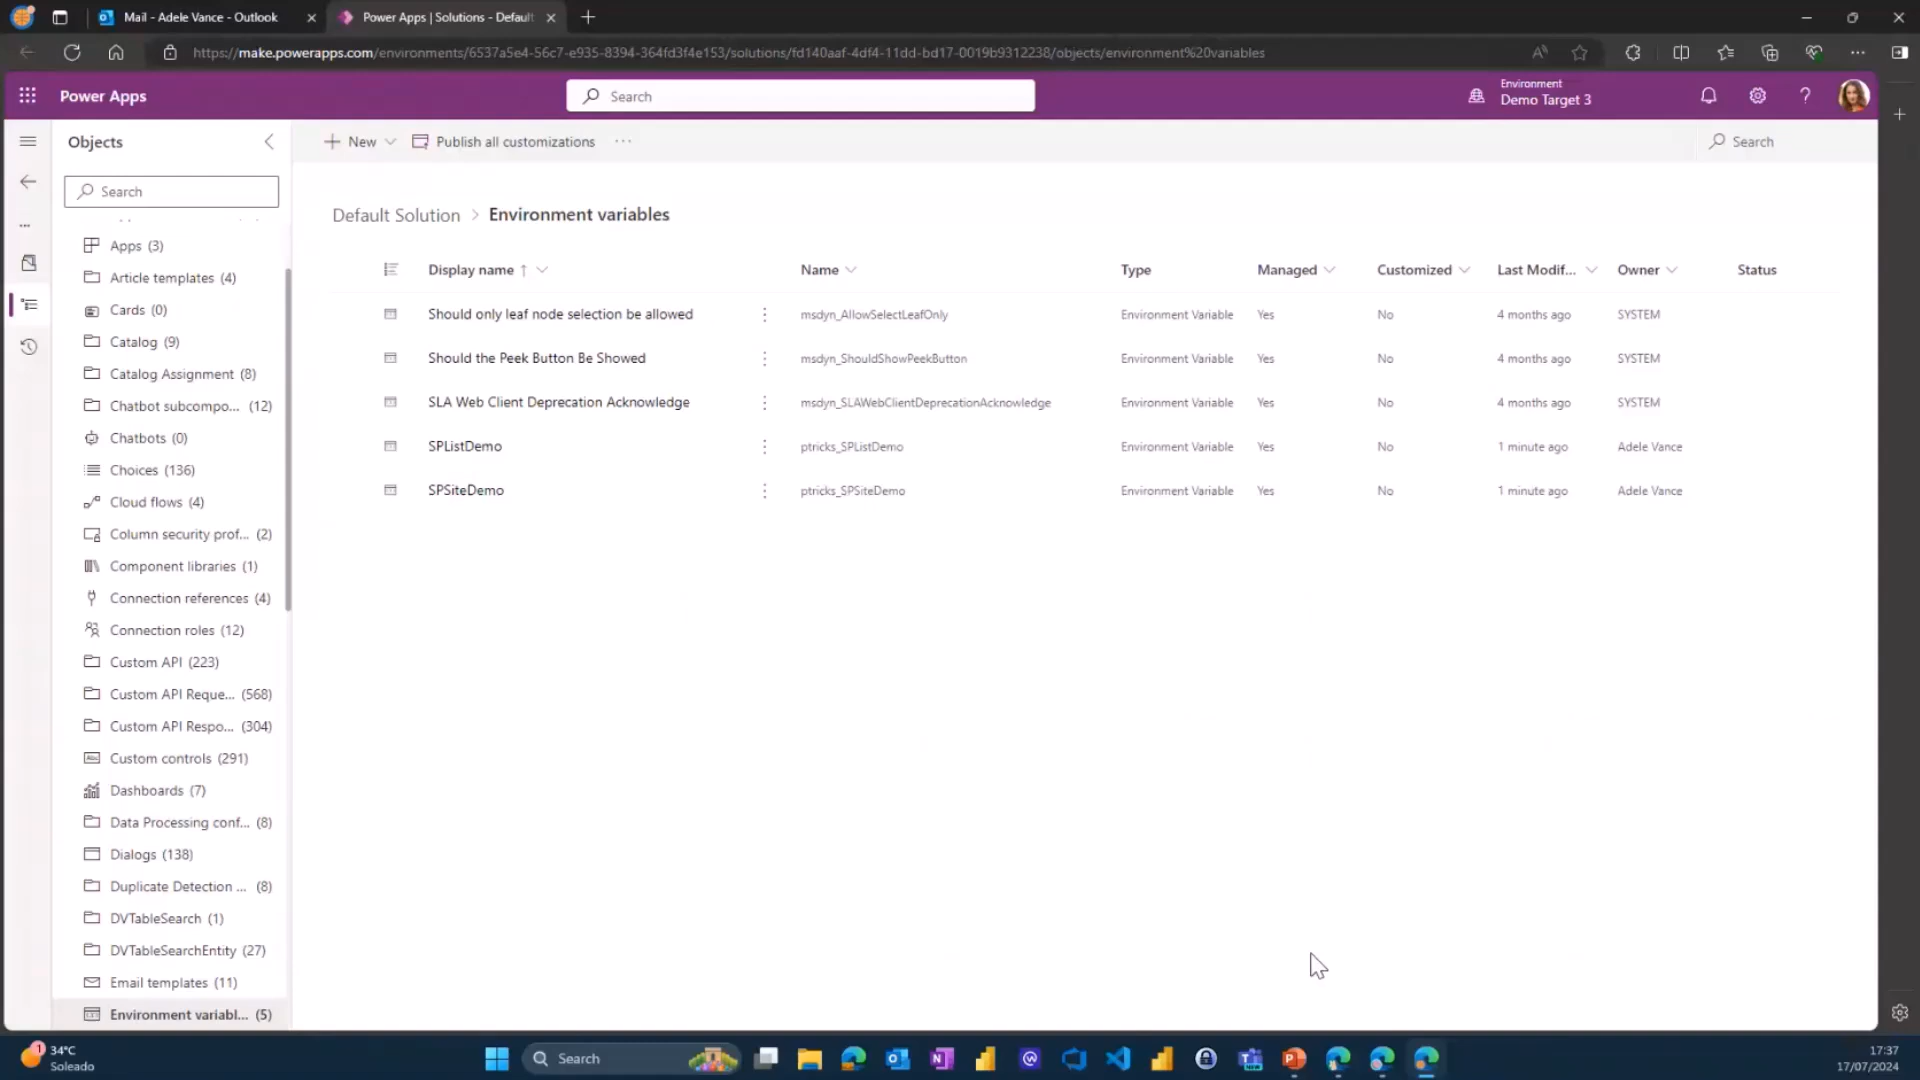 Mail - Adele Vance - Outlook
Power Apps | Solutions - Default
https://make.powerapps.com/environments/6537a5e4-56c7-e935-8394-364fd3f4e153/solutions/fd140aaf-4df4-11dd-bd17-0019b9312238/objects/environment%20variables
Power Apps
Search
Environment
Demo Target 3
Objects
New
Publish all customizations
Search
Search
Default Solution > Environment variables
Display name ↑ Name Type Managed Customized Last Modif... Owner Status
Should only leaf node selection be allowed msdyn_AllowSelectLeafOnly Environment Variable Yes No 4 months ago SYSTEM
Should the Peek Button Be Showed msdyn_ShouldShowPeekButton Environment Variable Yes No 4 months ago SYSTEM
SLA Web Client Deprecation Acknowledge msdyn_SLAWebClientDeprecationAcknowledge Environment Variable Yes No 4 months ago SYSTEM
SPListDemo ptricks_SPListDemo Environment Variable Yes No 1 minute ago Adele Vance
SPSiteDemo ptricks_SPSiteDemo Environment Variable Yes No 1 minute ago Adele Vance
Apps (3)
Article templates (4)
Cards (0)
Catalog (9)
Catalog Assignment (8)
Chatbot subcompo... (12)
Chatbots (0)
Choices (136)
Cloud flows (4)
Column security prof... (2)
Component libraries (1)
Connection references (4)
Connection roles (12)
Custom API (223)
Custom API Reque... (568)
Custom API Respo... (304)
Custom controls (291)
Dashboards (7)
Data Processing conf... (8)
Dialogs (138)
Duplicate Detection ... (8)
DVTableSearch (1)
DVTableSearchEntity (27)
Email templates (11)
Environment variabl... (5)
1
34°C
Soleado
Search
17:37
17/07/2024